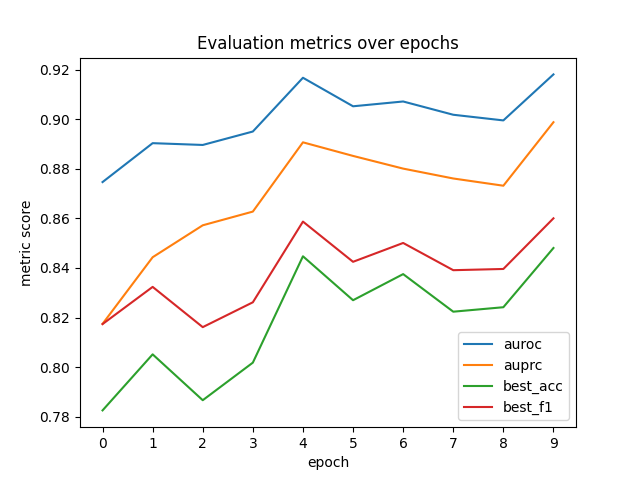 Evaluation metrics over epochs
metric score
0.92
0.90
0.88
0.86
0.84
0.82
0.80
0.78
0 1 2 3 4 5 6 7 8 9
epoch
auroc
auprc
best_acc
best_f1